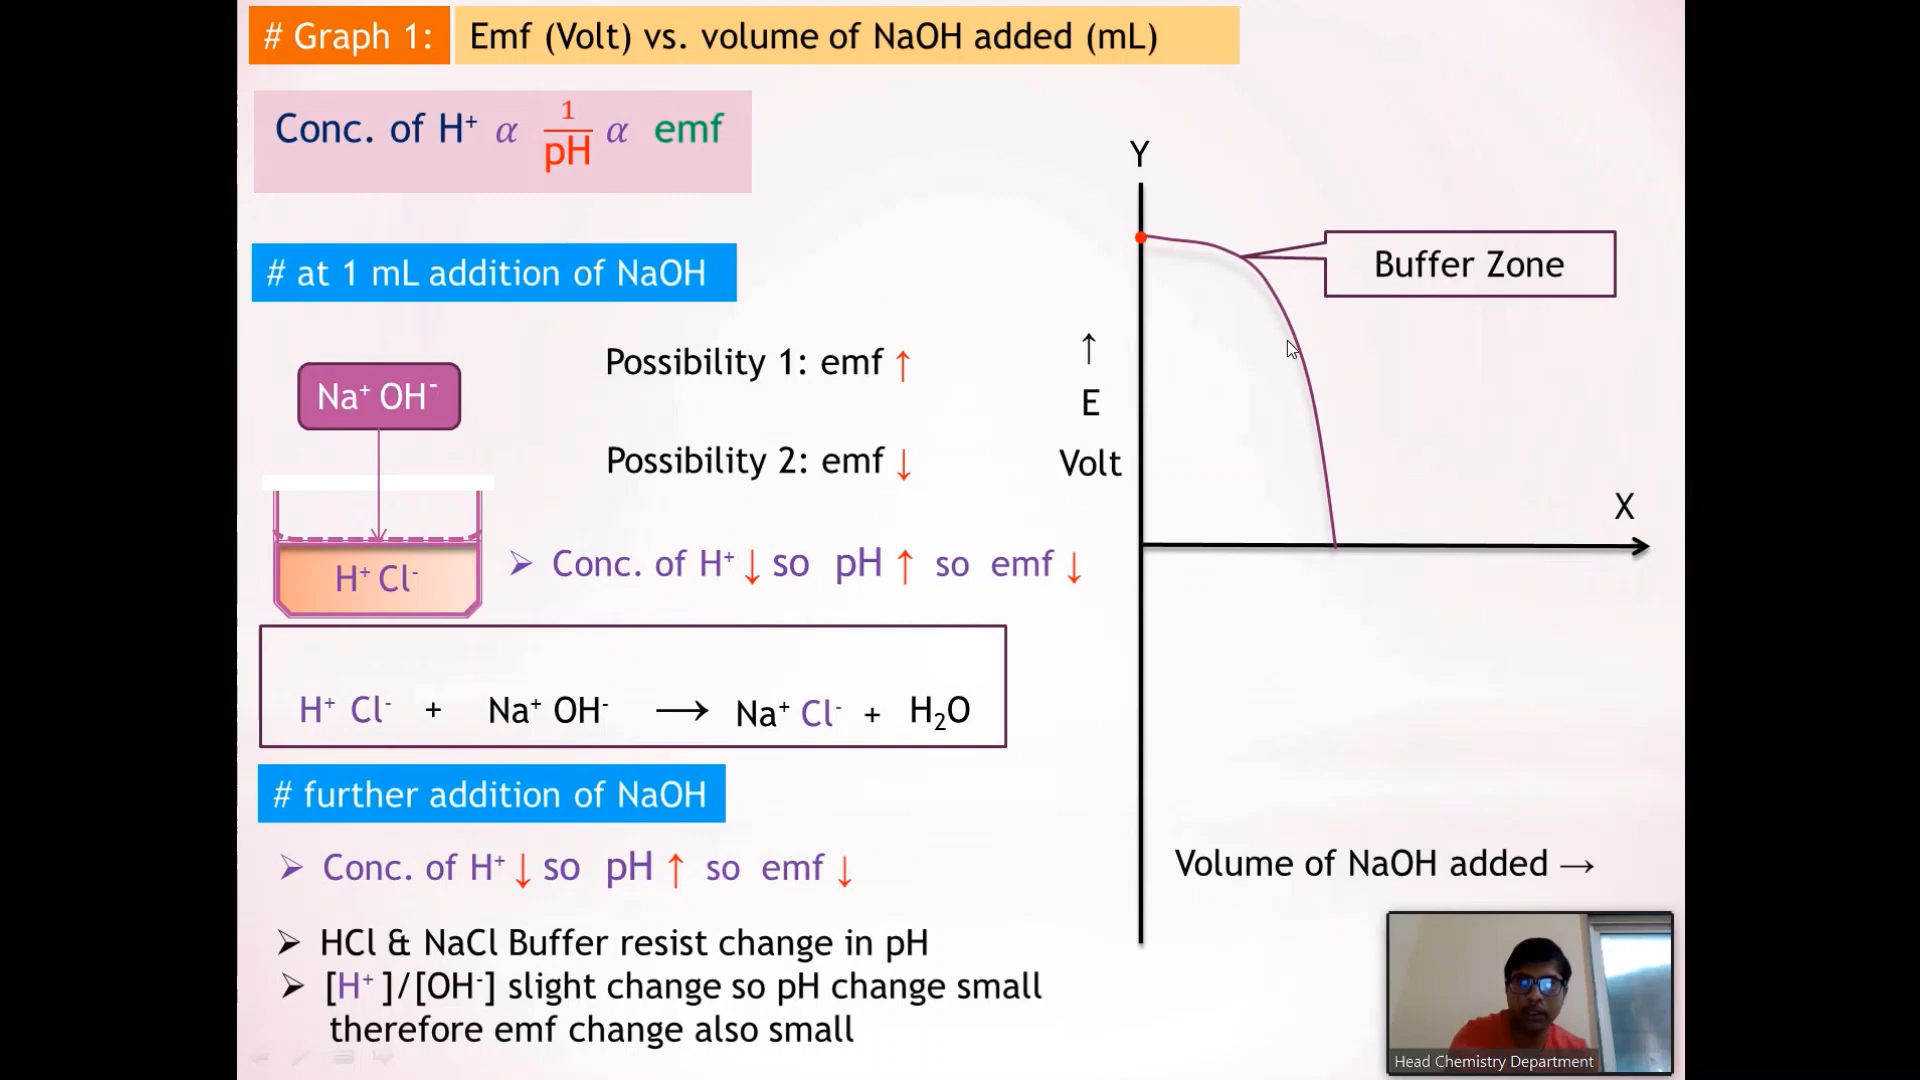 # Graph 1: Emf (Volt) vs. volume of NaOH added (mL)
Conc. of H⁺ α 1/pH α emf
# at 1 mL addition of NaOH
Na⁺ OH⁻
H⁺ Cl⁻
Possibility 1: emf ↑
Possibility 2: emf ↓
➢ Conc. of H⁺ ↓ so pH ↑ so emf ↓
H⁺ Cl⁻ + Na⁺ OH⁻ ⟶ Na⁺ Cl⁻ + H₂O
# further addition of NaOH
➢ Conc. of H⁺ ↓ so pH ↑ so emf ↓
➢ HCl & NaCl Buffer resist change in pH
➢ [H⁺ ]/[OH⁻] slight change so pH change small
therefore emf change also small
Y
Buffer Zone
↑
E
Volt
X
Volume of NaOH added →
Head Chemistry Department